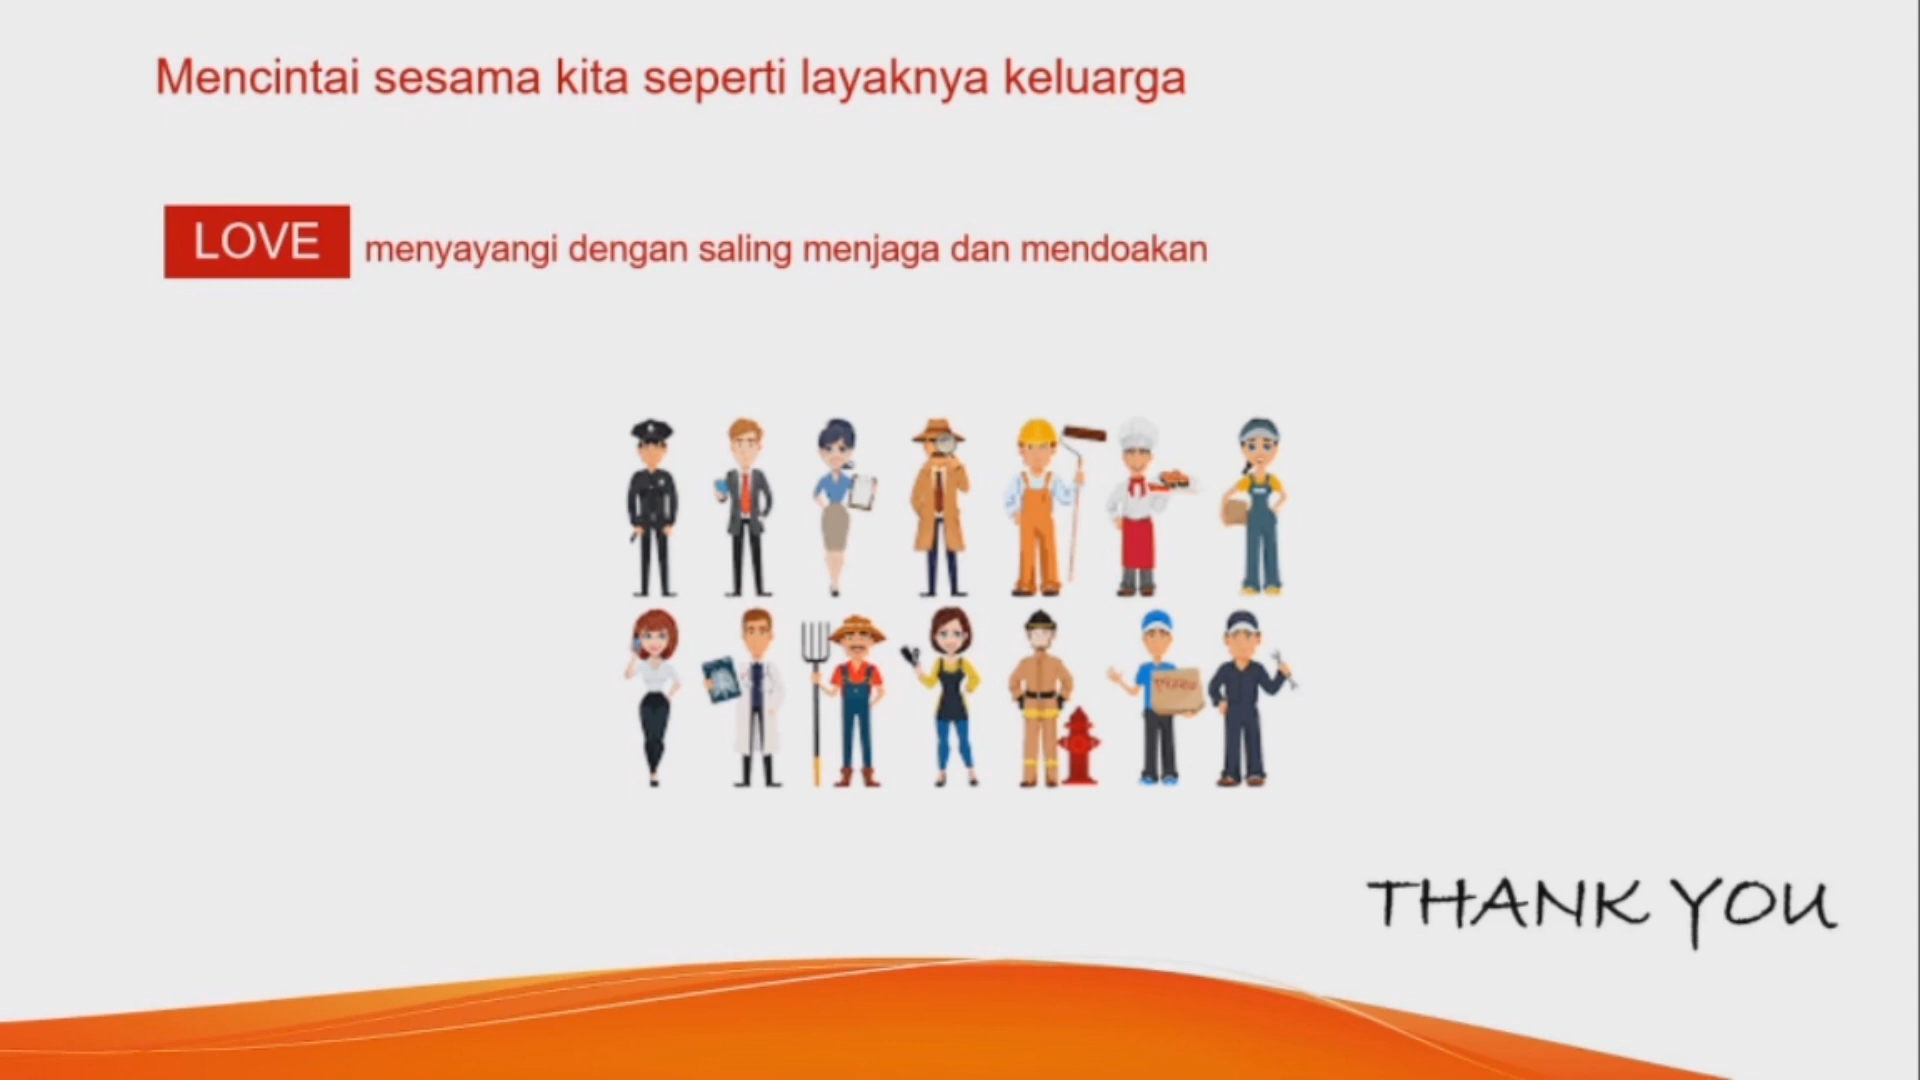 Mencintai sesama kita seperti layaknya keluarga
LOVE menyayangi dengan saling menjaga dan mendoakan
THANK YOU